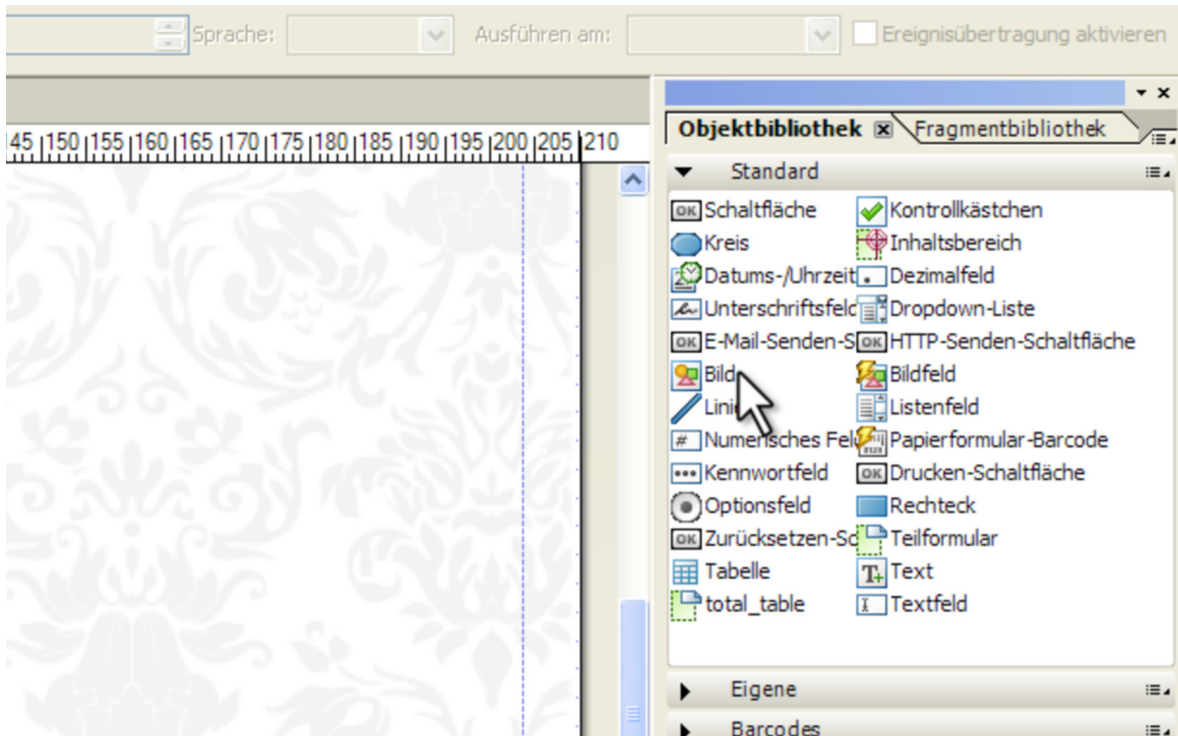 Sprache: Ausführen am: Ereignisübertragung aktivieren
Objektbibliothek Fragmentbibliothek
45 150 155 160 165 170 175 180 185 190 195 200 205 210
Standard
OK Schaltfläche Kontrollkästchen
Kreis Inhaltsbereich
Datums-/Uhrzeit Dezimalfeld
Unterschriftsfeld Dropdown-Liste
OK E-Mail-Senden-S OK HTTP-Senden-Schaltfläche
Bild Bildfeld
Lini Listenfeld
# Numerisches Fel Papierformular-Barcode
Kennwortfeld OK Drucken-Schaltfläche
Optionsfeld Rechteck
OK Zurücksetzen-Sc Teilformular
Tabelle T Text
total_table Textfeld
Eigene
Barcodes